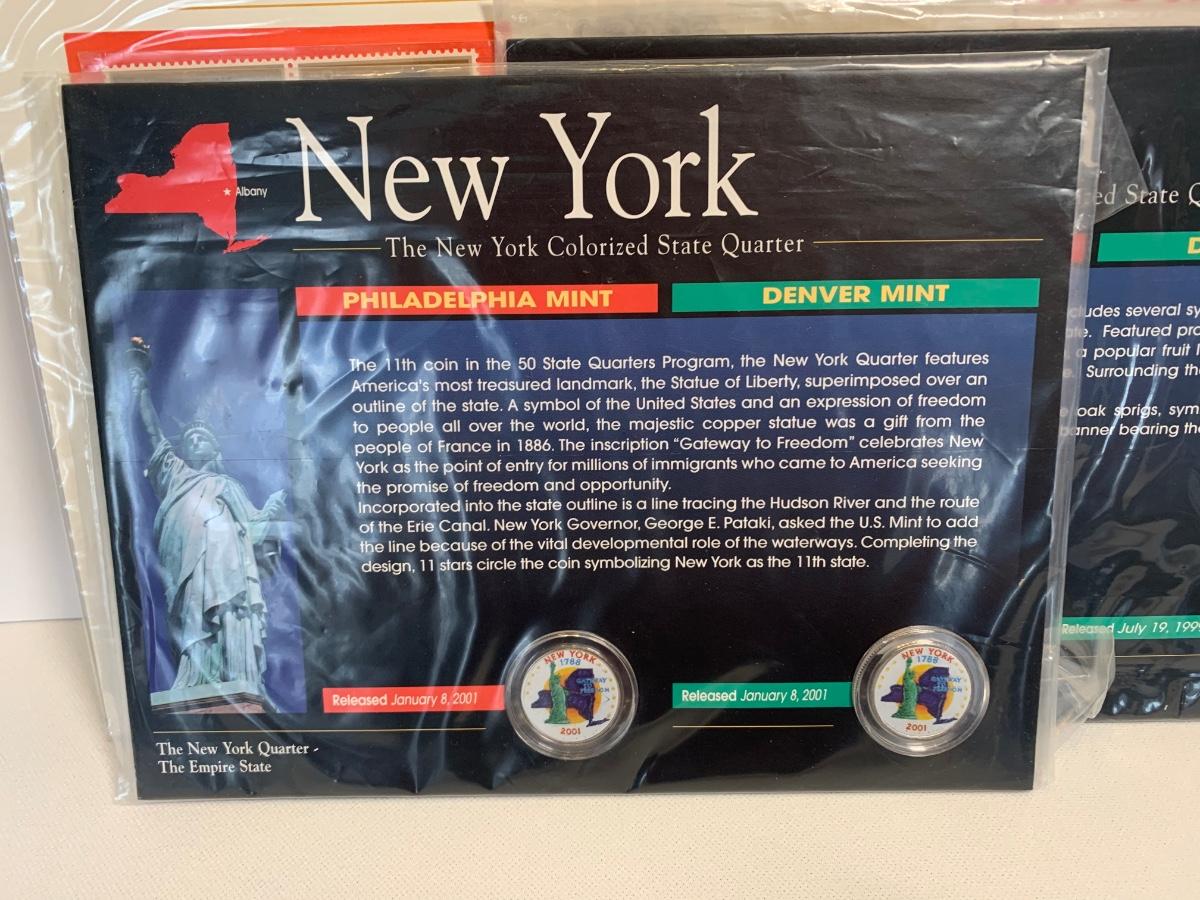 New York
★ Albany
The New York Colorized State Quarter
PHILADELPHIA MINT
DENVER MINT
The 11th coin in the 50 State Quarters Program, the New York Quarter features
America's most treasured landmark, the Statue of Liberty, superimposed over an
outline of the state. A symbol of the United States and an expression of freedom
to people all over the world, the majestic copper statue was a gift from the
people of France in 1886. The inscription "Gateway to Freedom" celebrates New
York as the point of entry for millions of immigrants who came to America seeking
the promise of freedom and opportunity.
Incorporated into the state outline is a line tracing the Hudson River and the route
of the Erie Canal. New York Governor, George E. Pataki, asked the U.S. Mint to add
the line because of the vital developmental role of the waterways. Completing the
design, 11 stars circle the coin symbolizing New York as the 11th state.
Released January 8, 2001
NEW YORK
1788
GATEWAY
TO
FREEDOM
2001
Released January 8, 2001
NEW YORK
1788
GATEWAY
TO
FREEDOM
2001
The New York Quarter -
The Empire State
State Q
D
several sy
Featured pro
a popular fruit l
Surrounding the
oak sprigs, sym
banner bearing the
Released July 19, 1999